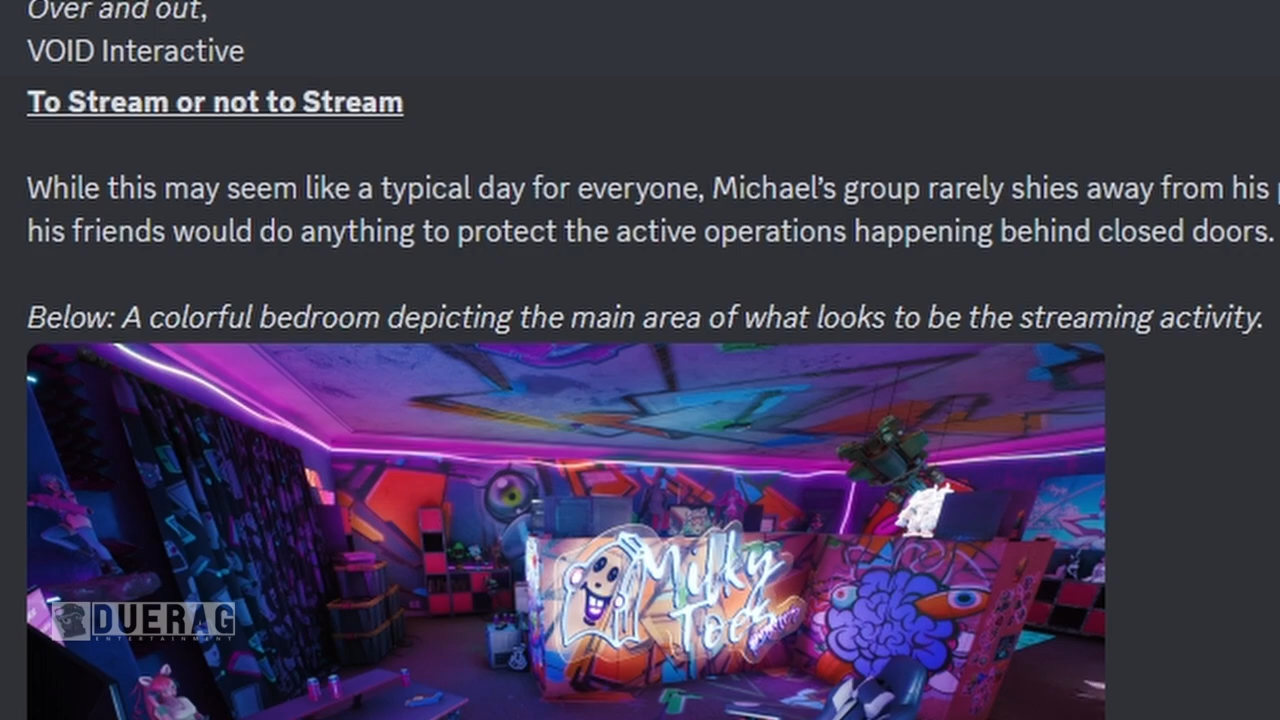 Over and out,
VOID Interactive
To Stream or not to Stream
While this may seem like a typical day for everyone, Michael’s group rarely shies away from his
his friends would do anything to protect the active operations happening behind closed doors.
Below: A colorful bedroom depicting the main area of what looks to be the streaming activity.
Milky
Toes
DUERAG
ENTERTAINMENT